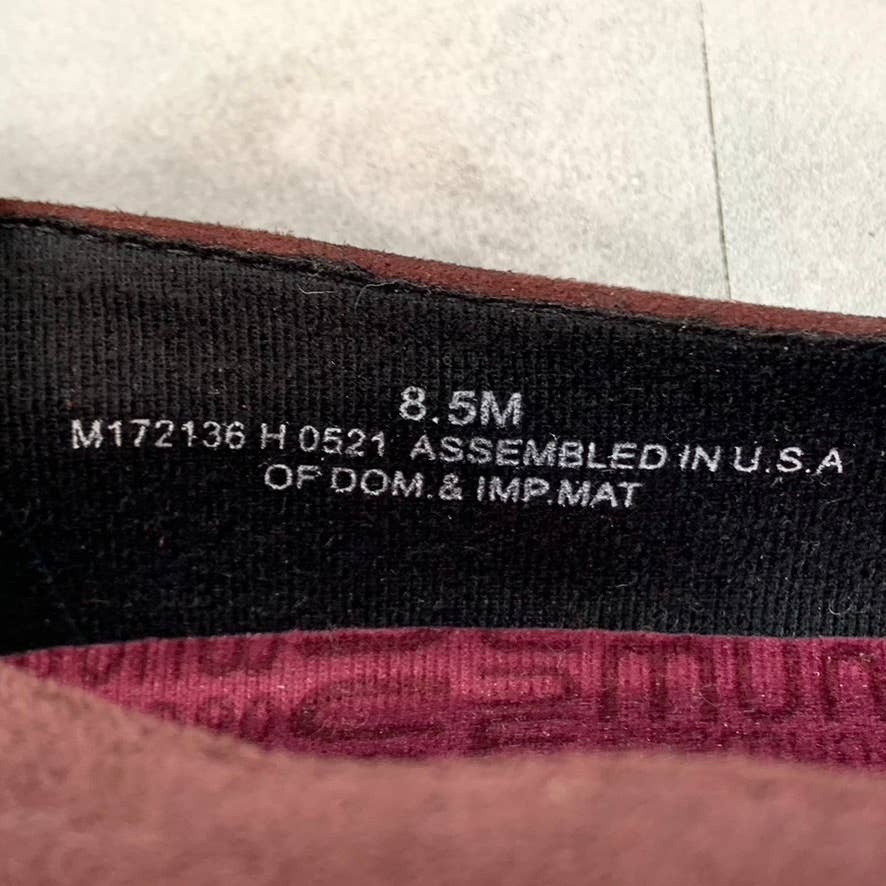 8.5M
M172136 H 0521 ASSEMBLED IN U.S.A
OF DOM.& IMP.MAT